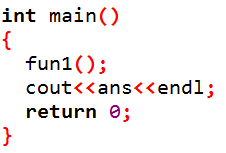 int main()
{
fun1();
cout<<ans<<endl;
return 0;
}